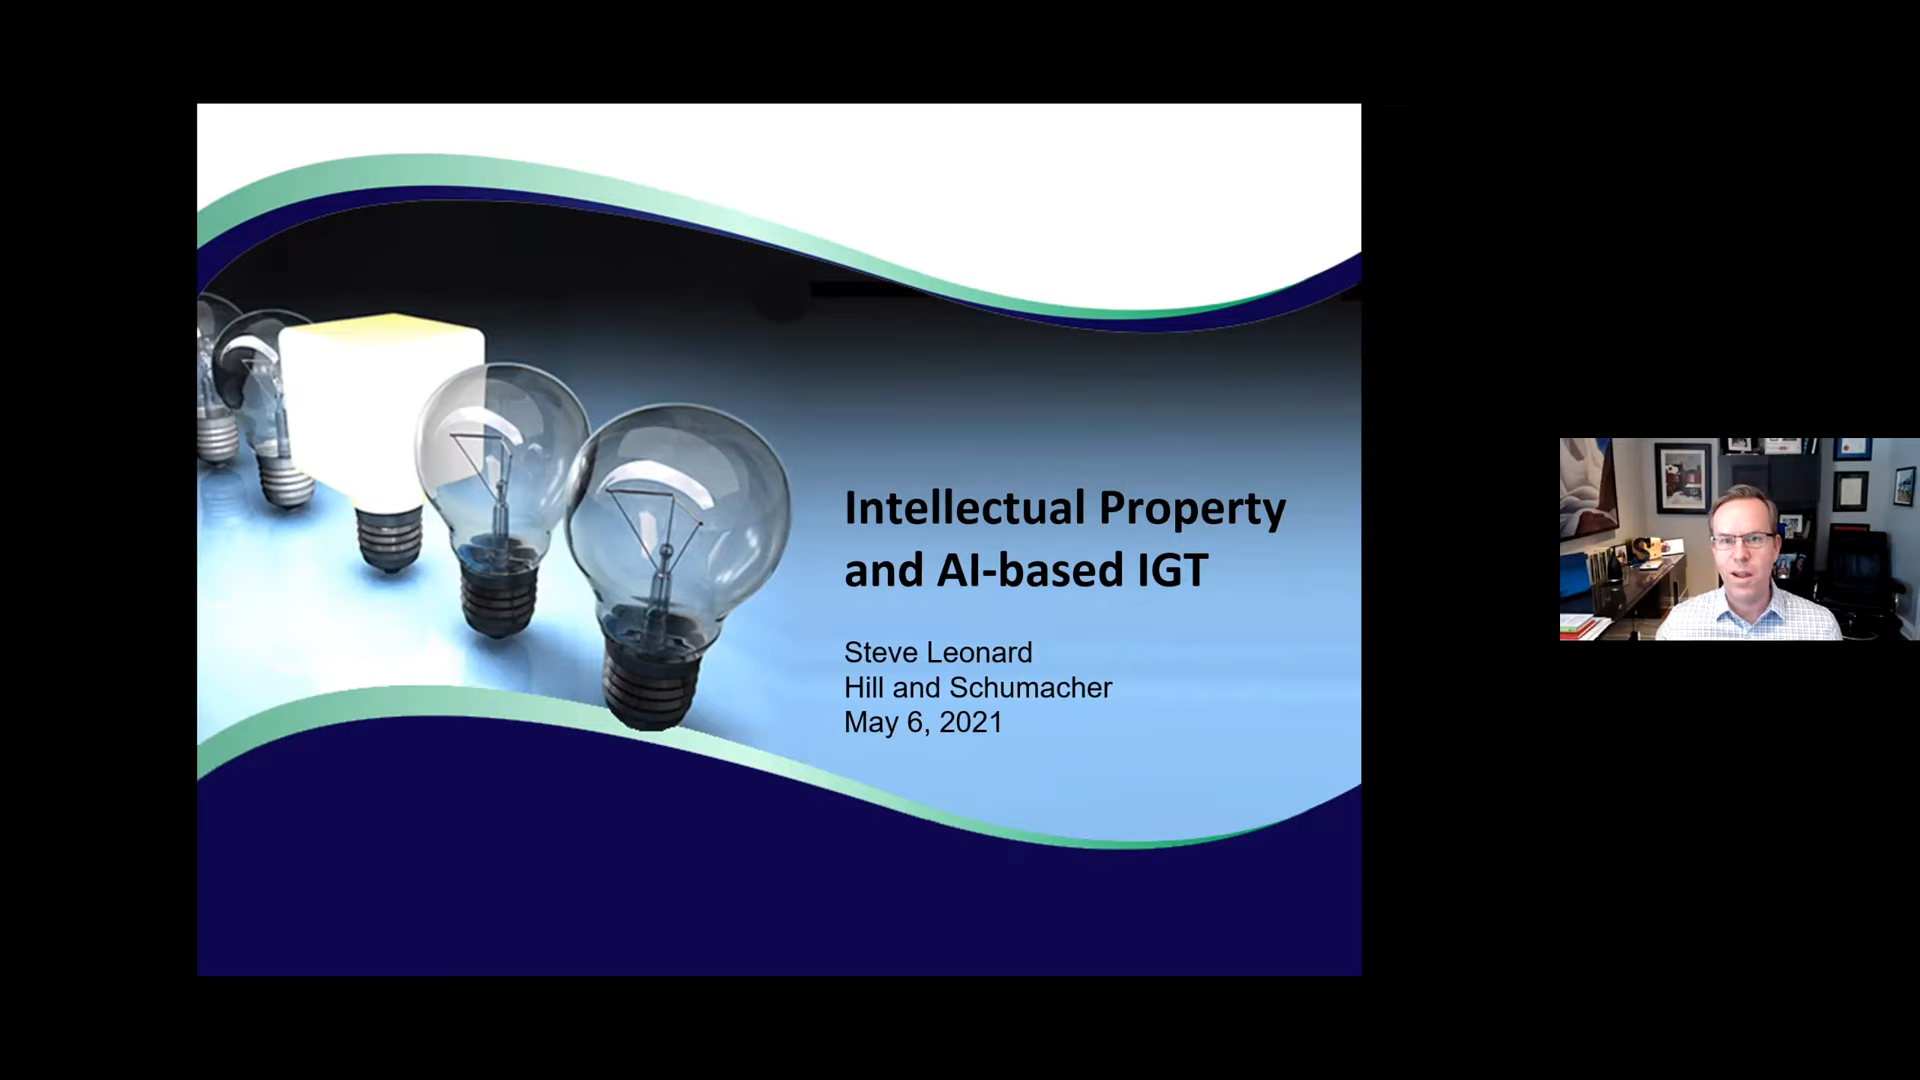 Intellectual Property
and AI-based IGT
Steve Leonard
Hill and Schumacher
May 6, 2021